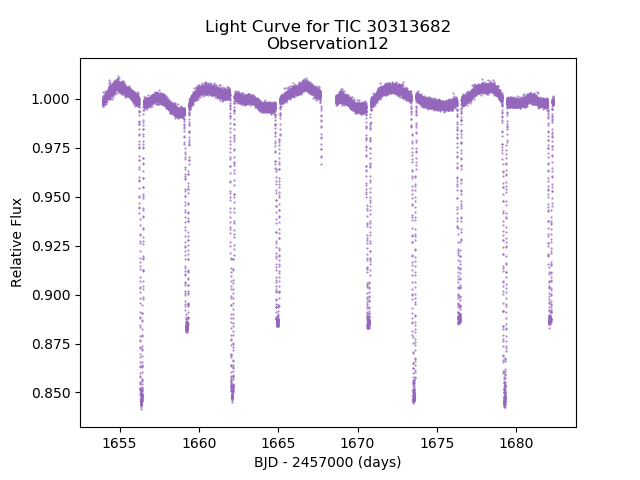 Light Curve for TIC 30313682
Observation12
1.000
0.975
0.950
0.925
0.900
0.875
0.850
Relative Flux
1655 1660 1665 1670 1675 1680
BJD - 2457000 (days)